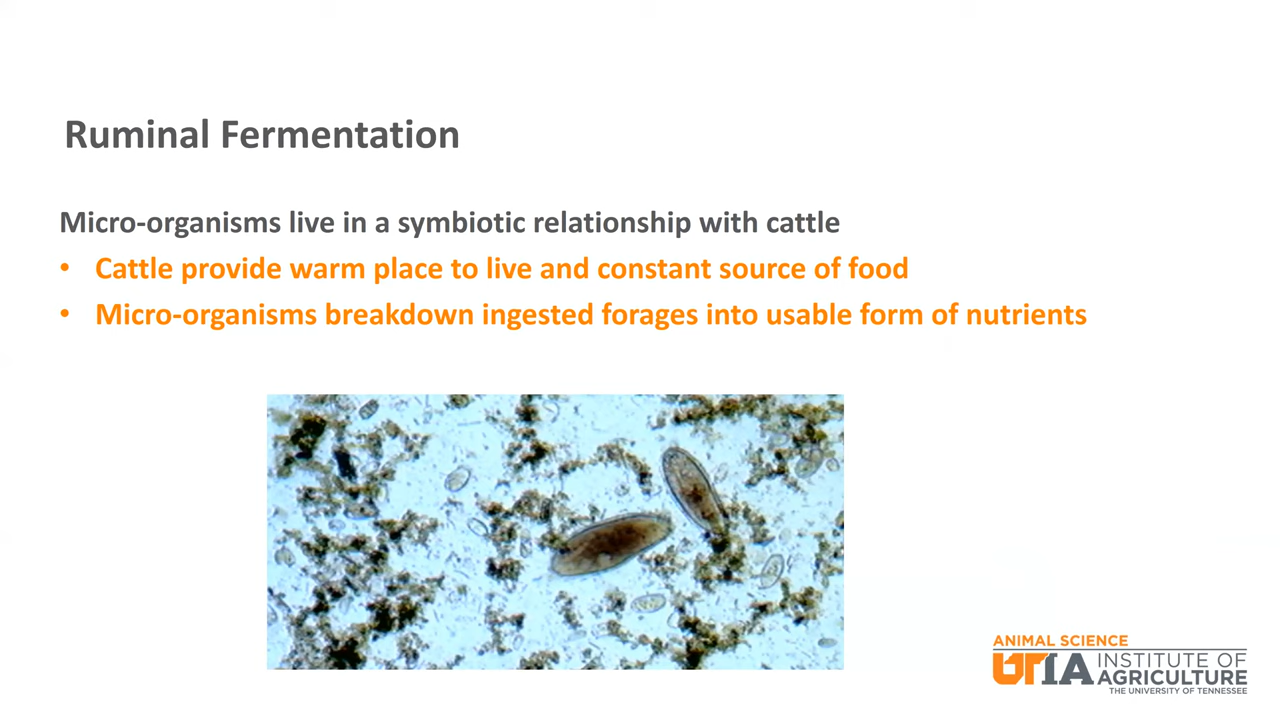 Ruminal Fermentation
Micro-organisms live in a symbiotic relationship with cattle
• Cattle provide warm place to live and constant source of food
• Micro-organisms breakdown ingested forages into usable form of nutrients
ANIMAL SCIENCE
UTIA INSTITUTE OF
AGRICULTURE
THE UNIVERSITY OF TENNESSEE